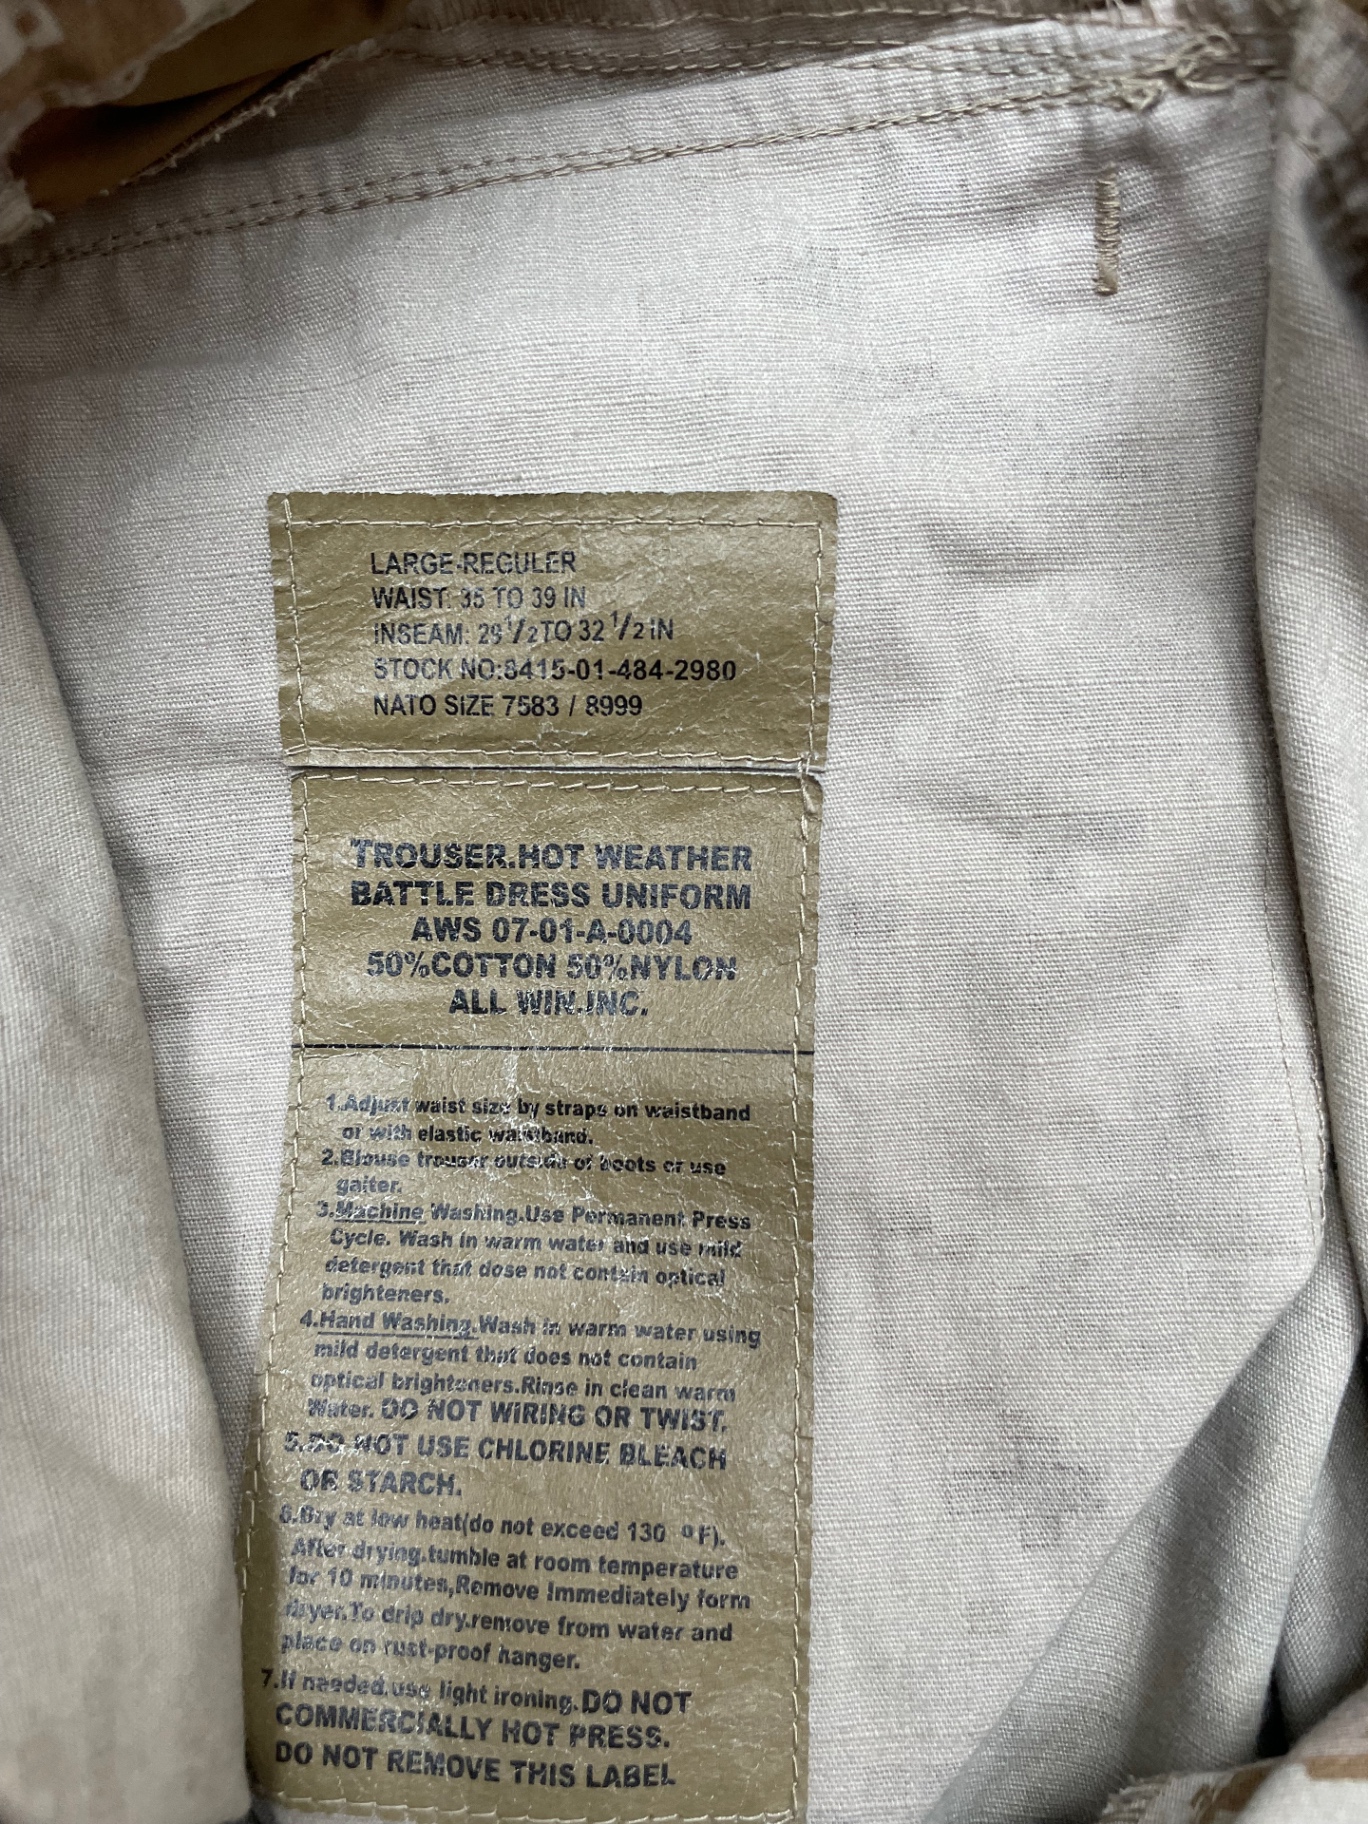 LARGE-REGULER
WAIST: 35 TO 39 IN
INSEAM: 29 1/2 TO 32 1/2 IN
STOCK NO:8415-01-484-2980
NATO SIZE 7583 / 8999
TROUSER.HOT WEATHER
BATTLE DRESS UNIFORM
AWS 07-01-A-0004
50%COTTON 50%NYLON
ALL WIN.INC.
1.Adjust waist size by straps on waistband
or with elastic waistband.
2.Blouse trouser outside of boots or use
gaiter.
3.Machine Washing.Use Permanent Press
Cycle. Wash in warm water and use mild
detergent that dose not contain optical
brighteners.
4.Hand Washing.Wash in warm water using
mild detergent that does not contain
optical brighteners.Rinse in clean warm
Water. DO NOT WIRING OR TWIST.
5.DO NOT USE CHLORINE BLEACH
OR STARCH.
6.Dry at low heat(do not exceed 130 °F).
After drying.tumble at room temperature
for 10 minutes,Remove Immediately form
dryer.To drip dry.remove from water and
place on rust-proof hanger.
7.If needed.use light ironing.DO NOT
COMMERCIALLY HOT PRESS.
DO NOT REMOVE THIS LABEL